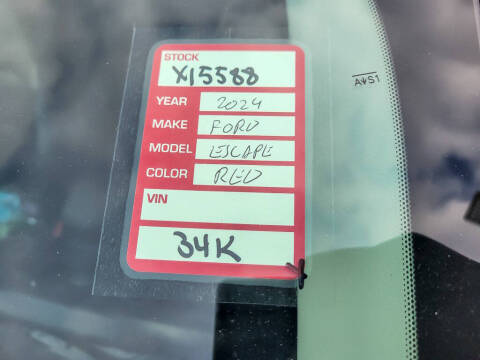 STOCK
X15588
YEAR 2024
MAKE FORD
MODEL ESCAPE
COLOR RED
VIN
34K
AS1